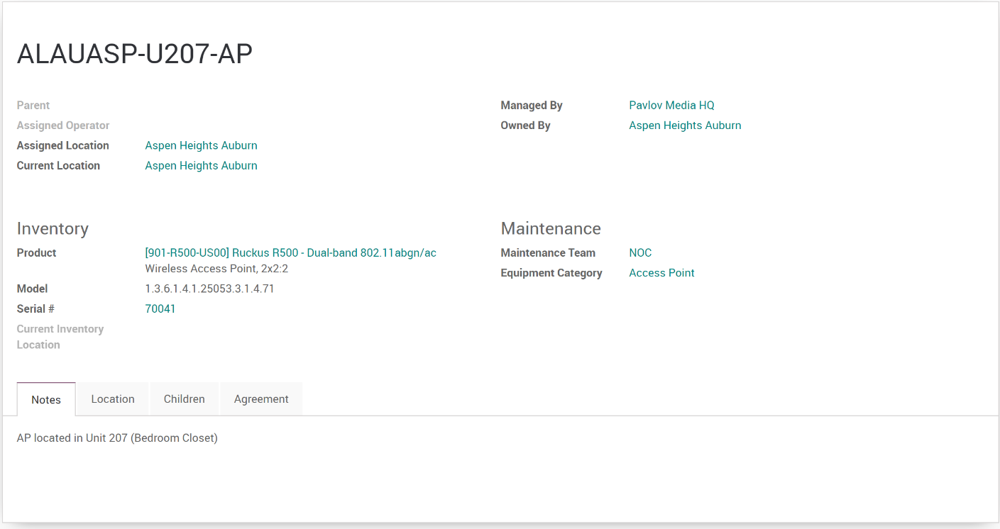 ALAUASP-U207-AP
Parent
Assigned Operator
Assigned Location Aspen Heights Auburn
Current Location Aspen Heights Auburn
Managed By Pavlov Media HQ
Owned By Aspen Heights Auburn
Inventory
Product [901-R500-US00] Ruckus R500 - Dual-band 802.11abgn/ac
Wireless Access Point, 2x2:2
Model 1.3.6.1.4.1.25053.3.1.4.71
Serial # 70041
Current Inventory
Location
Maintenance
Maintenance Team NOC
Equipment Category Access Point
Notes Location Children Agreement
AP located in Unit 207 (Bedroom Closet)